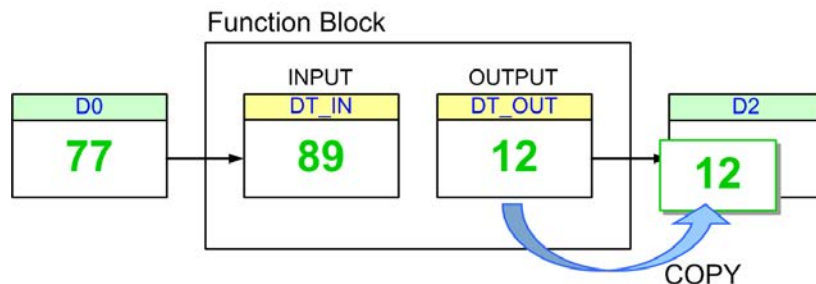 Function Block
INPUT
OUTPUT
D0
DT_IN
DT_OUT
D2
77
89
12
12
COPY